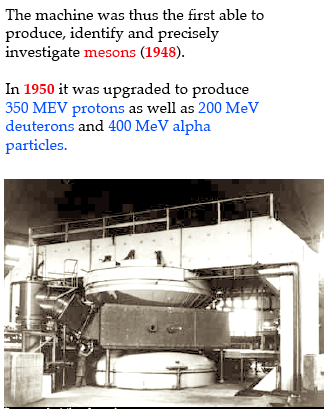 The machine was thus the first able to
produce, identify and precisely
investigate mesons (1948).
In 1950 it was upgraded to produce
350 MEV protons as well as 200 MeV
deuterons and 400 MeV alpha
particles.